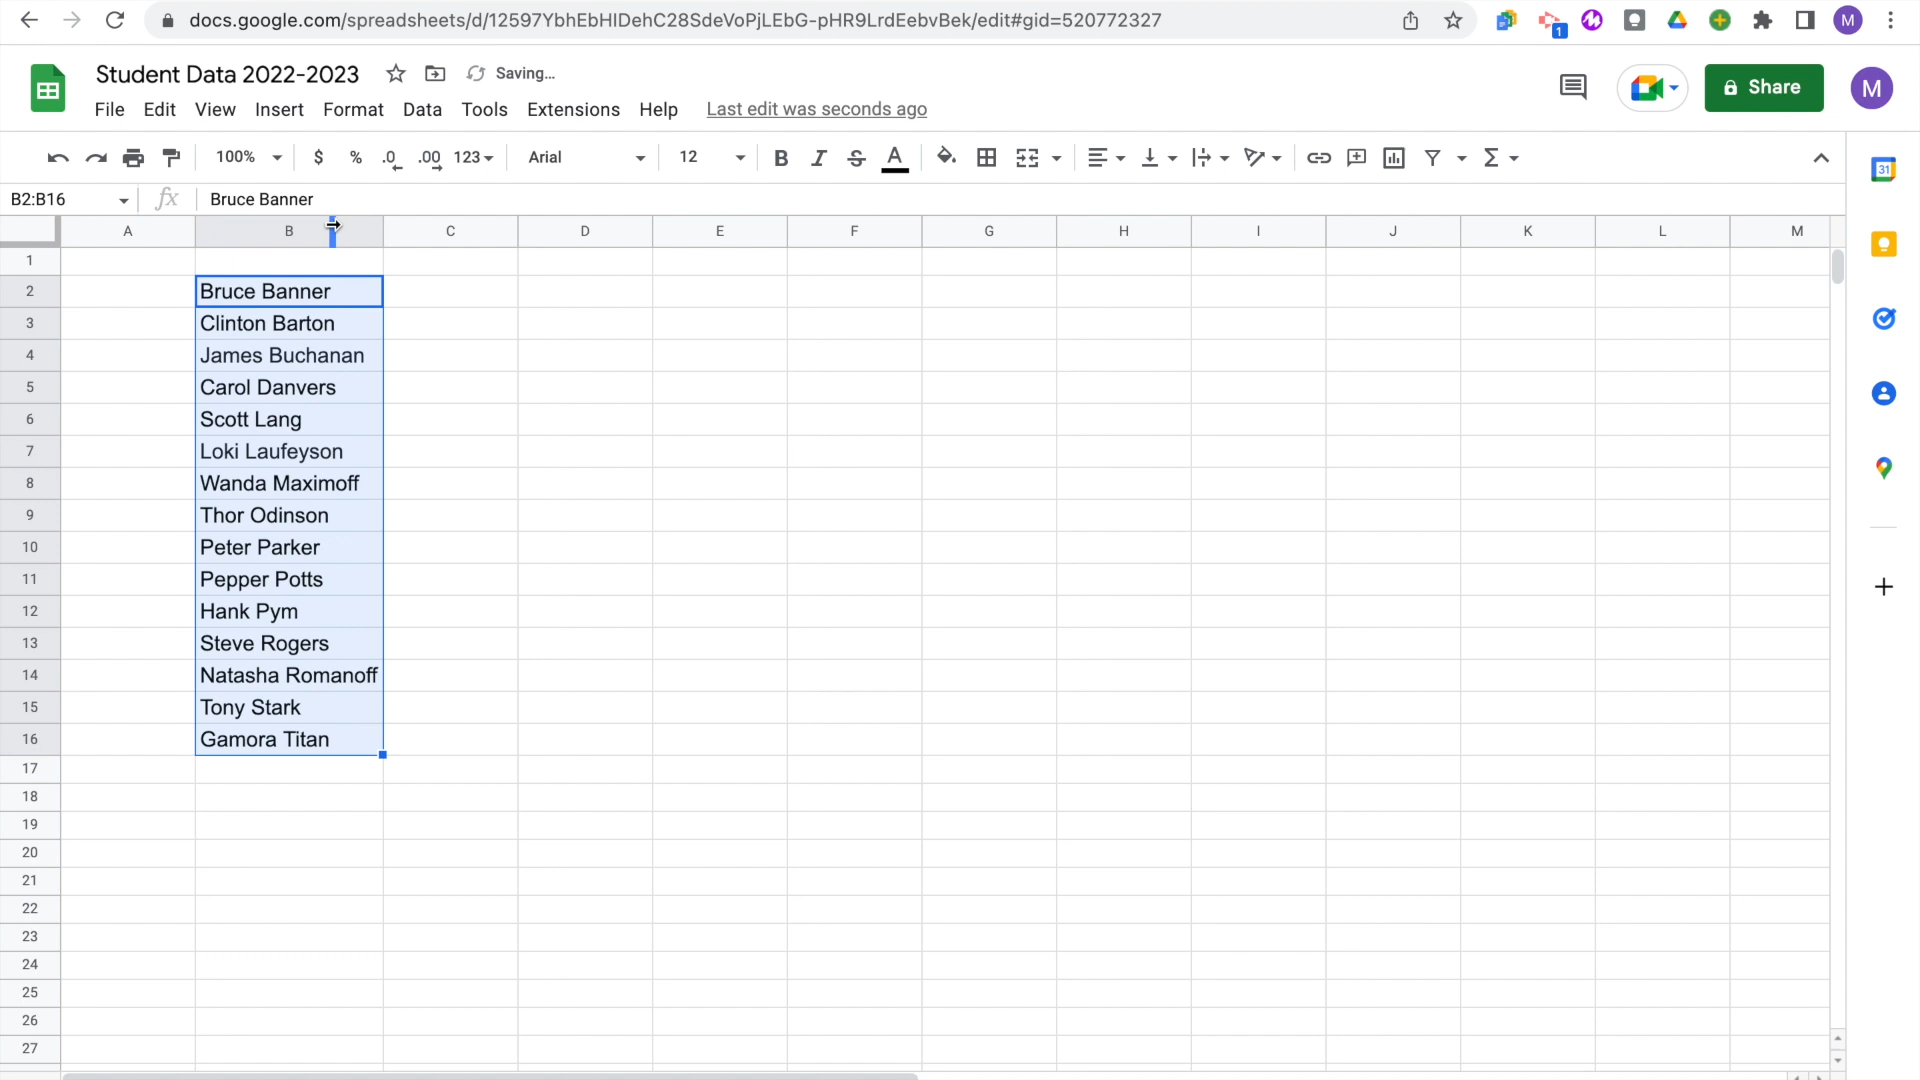 docs.google.com/spreadsheets/d/12597YbhEbHIDehC28SdeVoPjLEbG-pHR9LrdEebvBek/edit#gid=520772327
1
M
Student Data 2022-2023 Saving...
File Edit View Insert Format Data Tools Extensions Help Last edit was seconds ago
Share
M
100% $ % .0 .00 123 Arial 12 B I S A Σ
31
B2:B16 fx Bruce Banner
A B C D E F G H I J K L M
1
2 Bruce Banner
3 Clinton Barton
4 James Buchanan
5 Carol Danvers
6 Scott Lang
7 Loki Laufeyson
8 Wanda Maximoff
9 Thor Odinson
10 Peter Parker
11 Pepper Potts
12 Hank Pym
13 Steve Rogers
14 Natasha Romanoff
15 Tony Stark
16 Gamora Titan
17
18
19
20
21
22
23
24
25
26
27